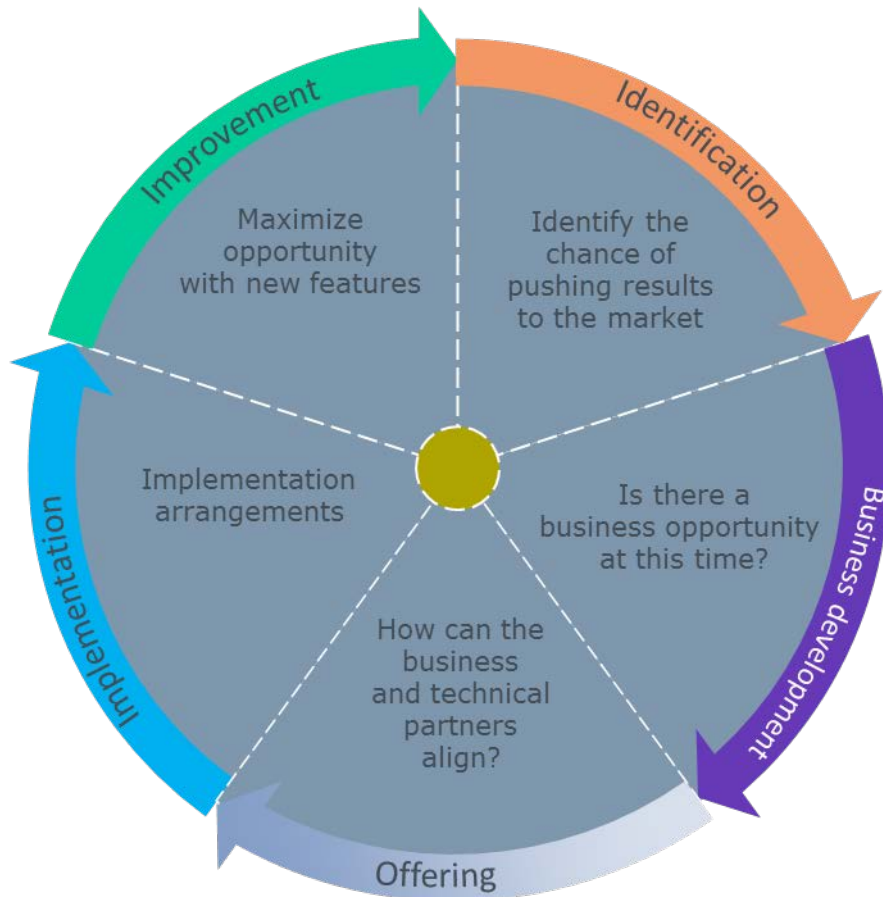 Identification
Identify the
chance of
pushing results
to the market
Business development
Is there a
business opportunity
at this time?
Offering
How can the
business
and technical
partners
align?
Implementation
Implementation
arrangements
Improvement
Maximize
opportunity
with new features